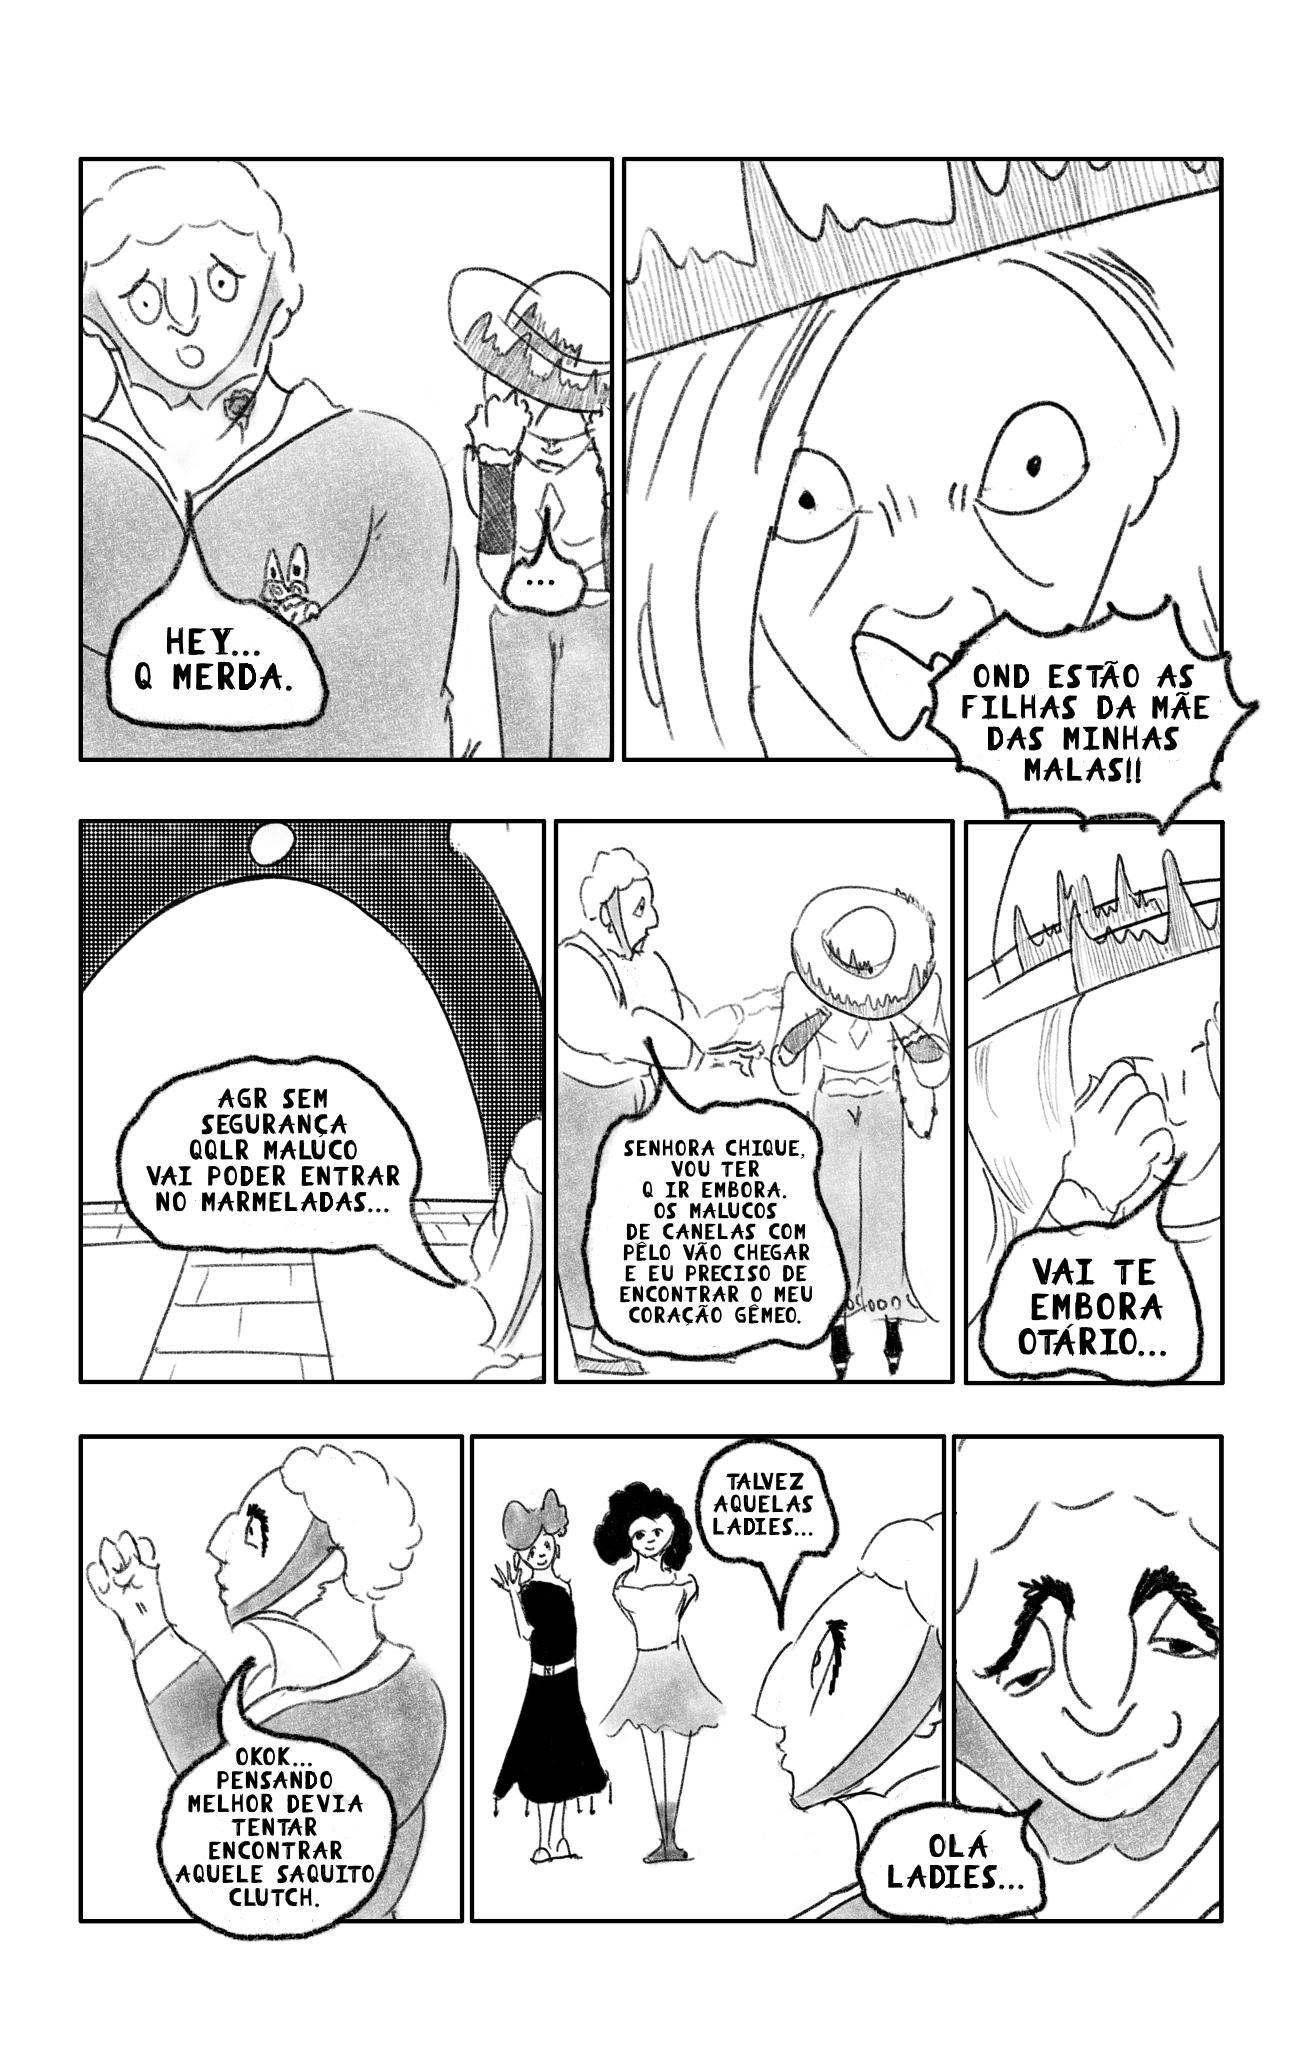 HEY...
Q MERDA.
...
OND ESTÃO AS
FILHAS DA MÃE
DAS MINHAS
MALAS!!
AGR SEM
SEGURANÇA
QQLR MALUCO
VAI PODER ENTRAR
NO MARMELADAS...
SENHORA CHIQUE,
VOU TER
Q IR EMBORA.
OS MALUCOS
DE CANELAS COM
PÊLO VÃO CHEGAR
E EU PRECISO DE
ENCONTRAR O MEU
CORAÇÃO GÊMEO.
VAI TE
EMBORA
OTÁRIO...
OKOK...
PENSANDO
MELHOR DEVIA
TENTAR
ENCONTRAR
AQUELE SAQUITO
CLUTCH.
TALVEZ
AQUELAS
LADIES...
OLÁ
LADIES...